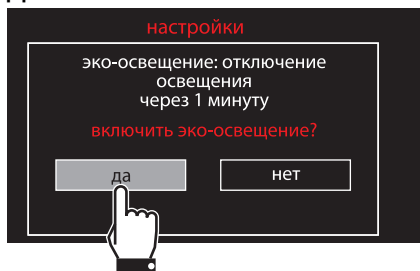 настройки
эко-освещение: отключение
освещения
через 1 минуту
включить эко-освещение?
да
нет